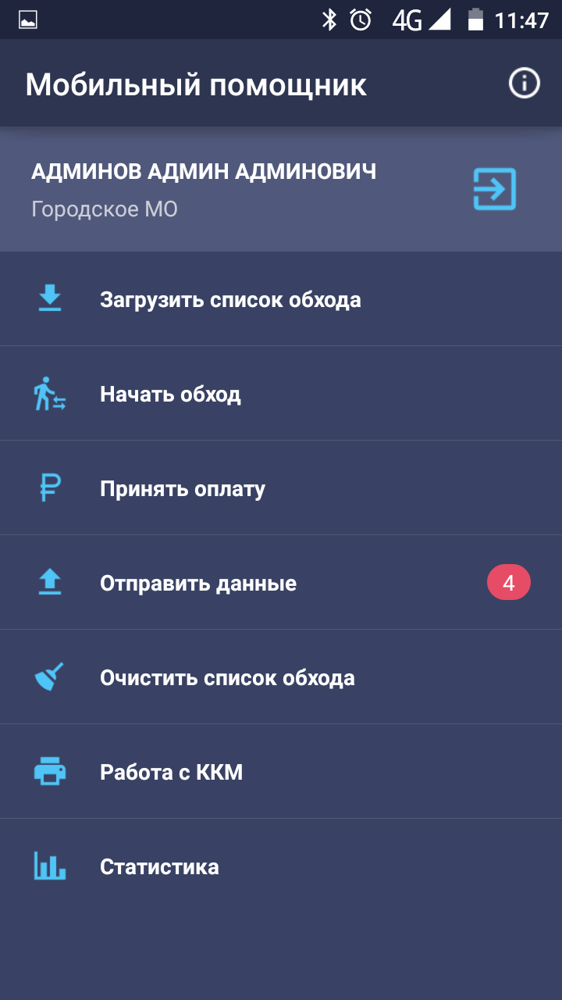 4G 11:47
Мобильный помощник
АДМИНОВ АДМИН АДМИНОВИЧ
Городское МО
Загрузить список обхода
Начать обход
Принять оплату
Отправить данные 4
Очистить список обхода
Работа с ККМ
Статистика